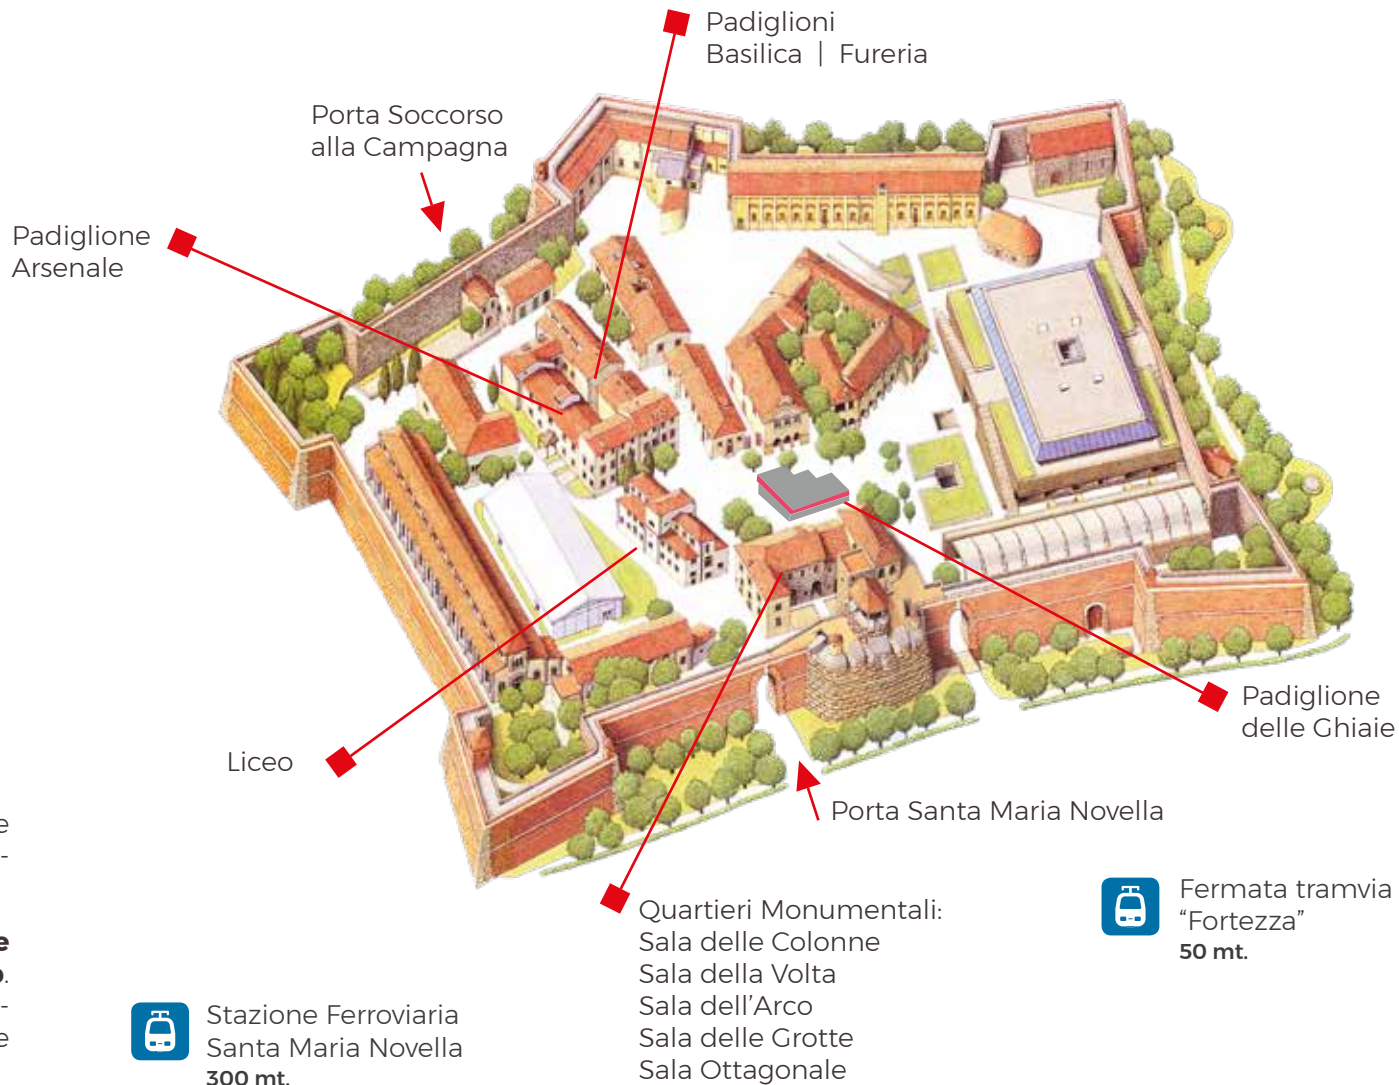 Padiglioni
Basilica | Fureria
Porta Soccorso
alla Campagna
Padiglione
Arsenale
Padiglione
delle Ghiaie
Liceo
Porta Santa Maria Novella
e
-
e
.
-
e
Quartieri Monumentali:
Sala delle Colonne
Sala della Volta
Sala dell’Arco
Sala delle Grotte
Sala Ottagonale
Fermata tramvia
“Fortezza”
50 mt.
Stazione Ferroviaria
Santa Maria Novella
300 mt.